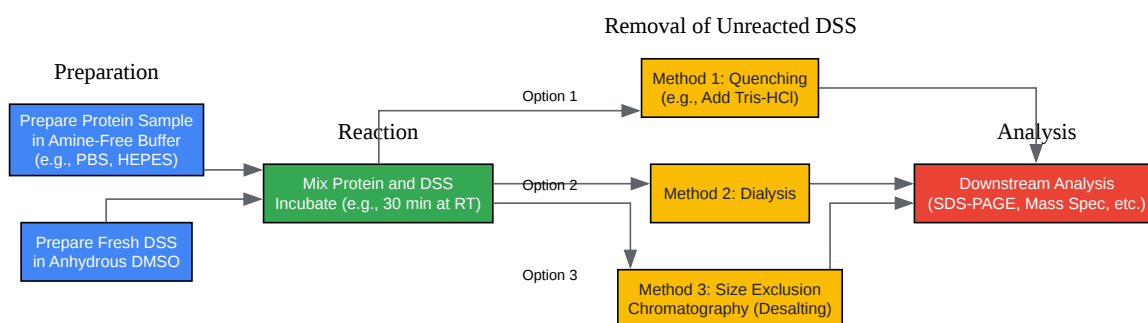 Removal of Unreacted DSS
Preparation
Method 1: Quenching
(e.g., Add Tris-HCl)
Option 1
Prepare Protein Sample
in Amine-Free Buffer
(e.g., PBS, HEPES)
Reaction
Analysis
Mix Protein and DSS
Incubate (e.g., 30 min at RT)
Option 2
Method 2: Dialysis
Downstream Analysis
(SDS-PAGE, Mass Spec, etc.)
Prepare Fresh DSS
in Anhydrous DMSO
Option 3
Method 3: Size Exclusion
Chromatography (Desalting)